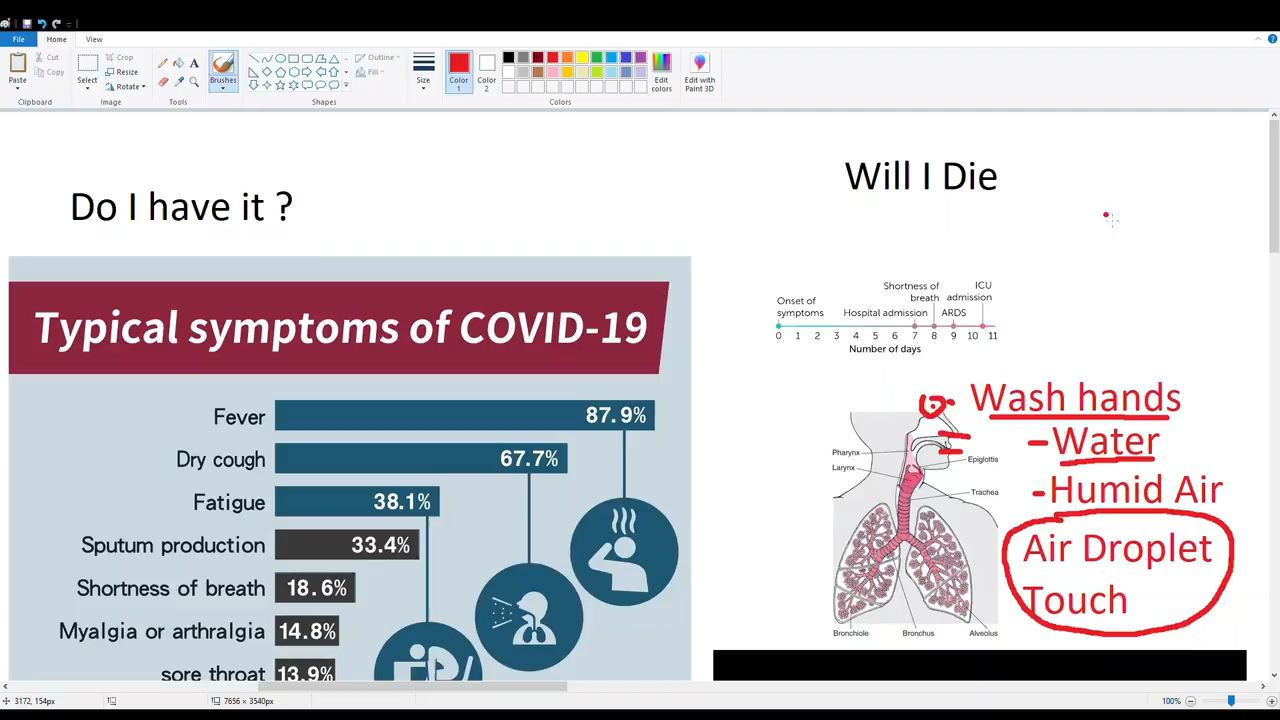 File
Home
View
Paste
Cut
Copy
Clipboard
Select
Crop
Resize
Rotate
Image
Tools
Brushes
Shapes
Outline
Fill
Size
Color
1
Color
2
Edit
colors
Colors
Edit with
Paint 3D
Do I have it ?
Typical symptoms of COVID-19
Fever 87.9%
Dry cough 67.7%
Fatigue 38.1%
Sputum production 33.4%
Shortness of breath 18.6%
Myalgia or arthralgia 14.8%
sore throat 13.9%
Will I Die
Onset of
symptoms
Hospital admission
Shortness of
breath
ARDS
ICU
admission
0 1 2 3 4 5 6 7 8 9 10 11
Number of days
Pharynx
Larynx
Epiglottis
Trachea
Bronchiole
Bronchus
Alveolus
Wash hands
Water
Humid Air
Air Droplet
Touch
3172, 154px
7656 × 3540px
100%